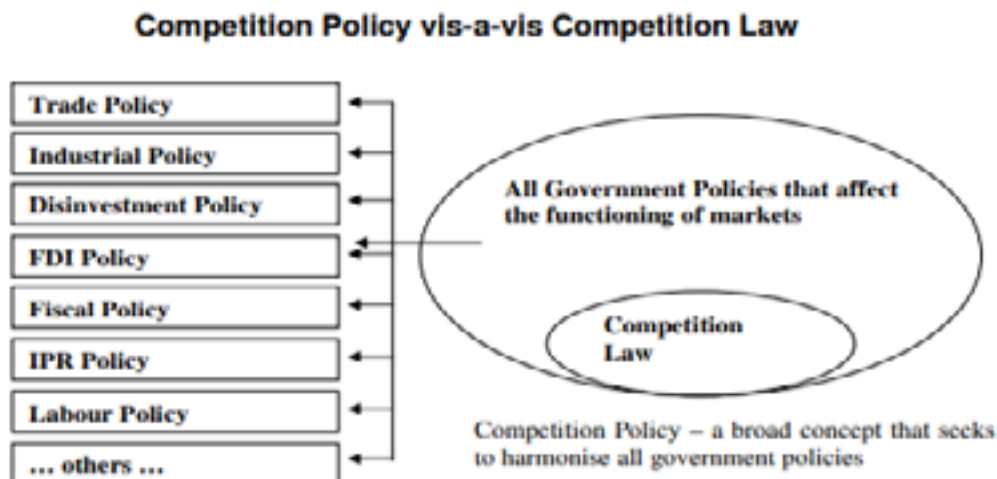 Competition Policy vis-a-vis Competition Law
Trade Policy
Industrial Policy
Disinvestment Policy
FDI Policy
Fiscal Policy
IPR Policy
Labour Policy
... others ...
All Government Policies that affect
the functioning of markets
Competition
Law
Competition Policy – a broad concept that seeks
to harmonise all government policies